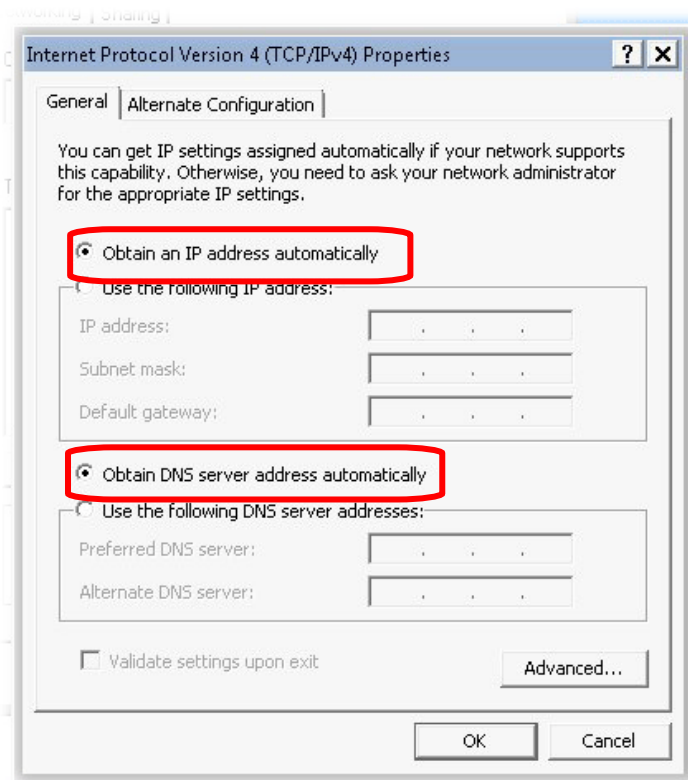 Internet Protocol Version 4 (TCP/IPv4) Properties
General
Alternate Configuration
You can get IP settings assigned automatically if your network supports
this capability. Otherwise, you need to ask your network administrator
for the appropriate IP settings.
Obtain an IP address automatically
Use the following IP address:
IP address:
Subnet mask:
Default gateway:
Obtain DNS server address automatically
Use the following DNS server addresses:
Preferred DNS server:
Alternate DNS server:
Validate settings upon exit
Advanced...
OK
Cancel